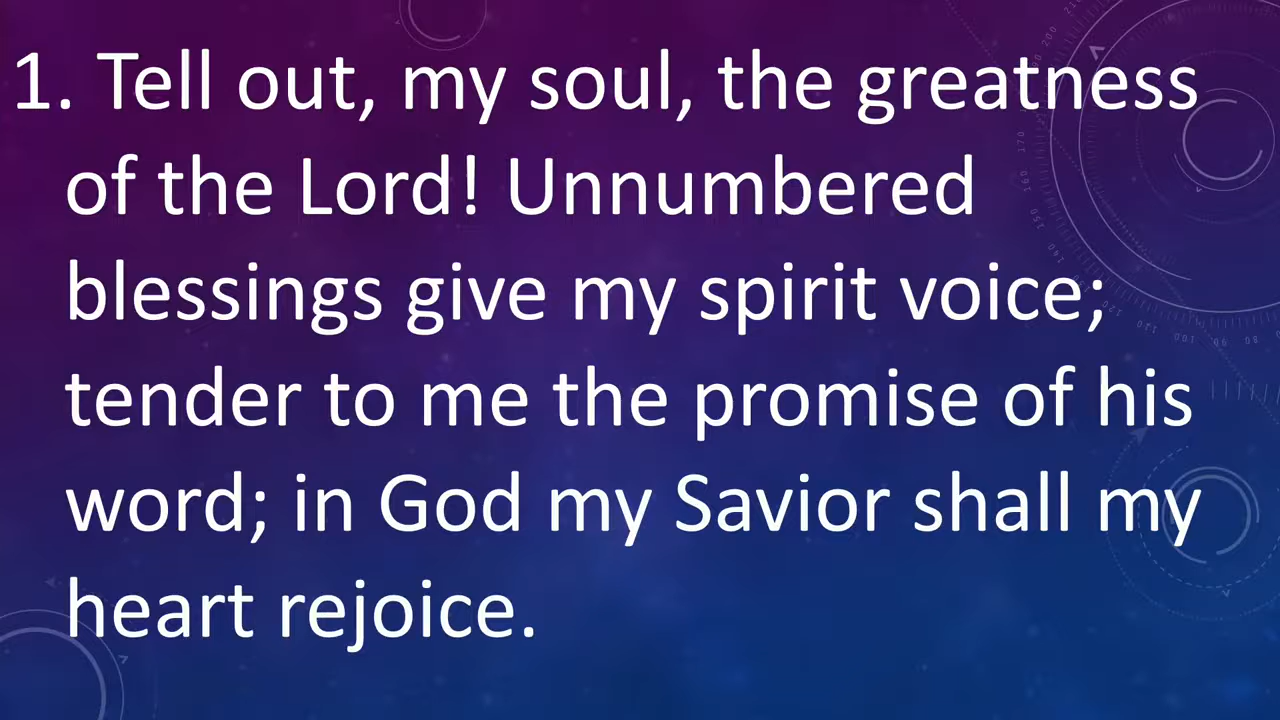 1. Tell out, my soul, the greatness
of the Lord! Unnumbered
blessings give my spirit voice;
tender to me the promise of his
word; in God my Savior shall my
heart rejoice.